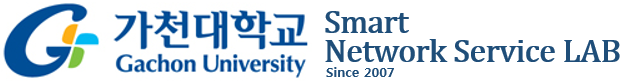 가천대학교
Gachon University
Smart
Network Service LAB
Since 2007